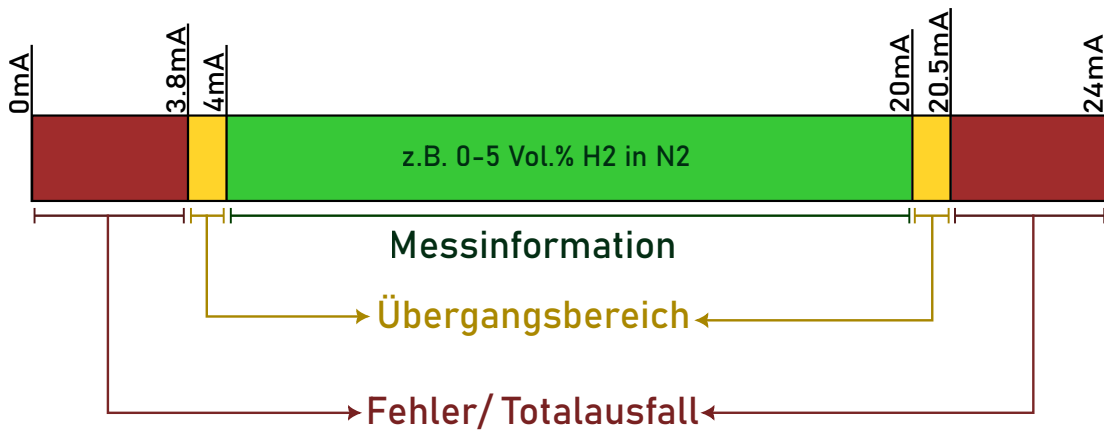 0mA
3.8mA
4mA
20mA
20.5mA
24mA
z.B. 0-5 Vol.% H2 in N2
Messinformation
Übergangsbereich
Fehler/ Totalausfall